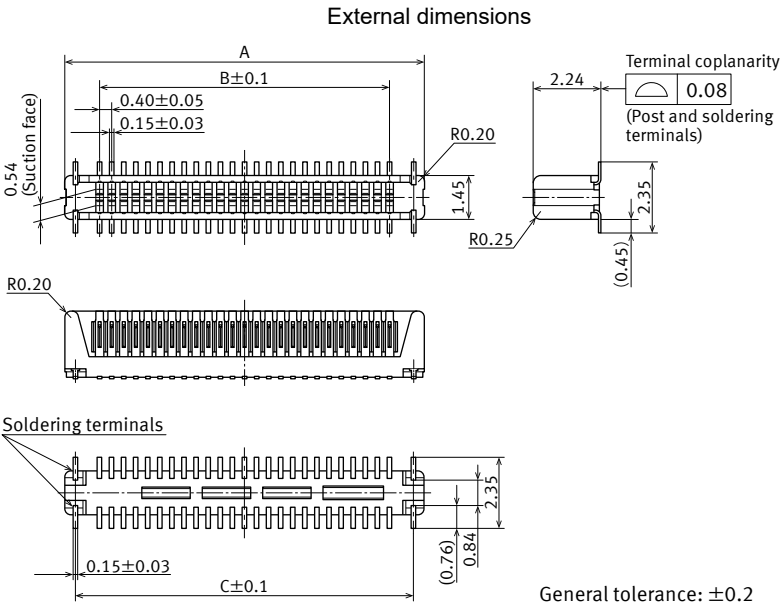 External dimensions
A
B±0.1
0.40±0.05
0.15±0.03
0.54
(Suction face)
R0.20
1.45
R0.25
2.24
Terminal coplanarity
0.08
(Post and soldering
terminals)
2.35
(0.45)
R0.20
Soldering terminals
2.35
0.84
(0.76)
0.15±0.03
C±0.1
General tolerance: ±0.2